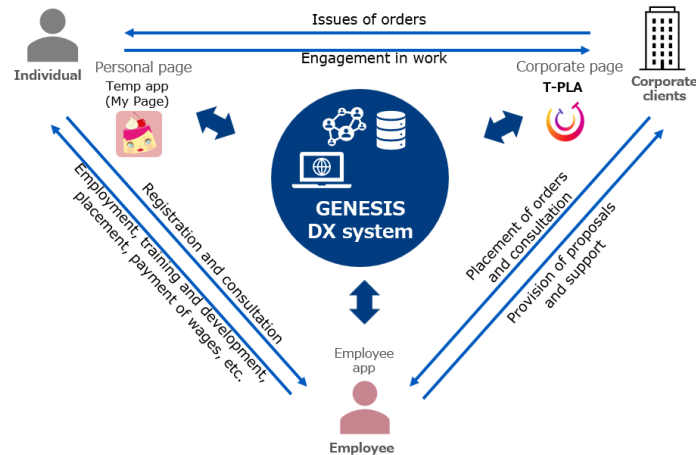 Issues of orders
Engagement in work
Individual
Personal page
Temp app
(My Page)
Corporate page
T-PLA
Corporate
clients
GENESIS
DX system
Registration and consultation
Employment, training and development,
placement, payment of wages, etc.
Placement of orders
and consultation
Provision of proposals
and support
Employee
app
Employee